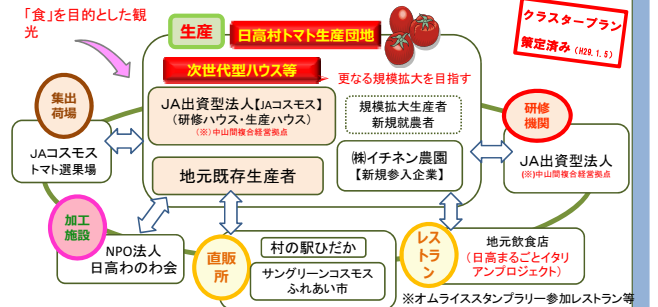 「食」を目的とした観
光
生産
日高村トマト生産団地
クラスタープラン
策定済み（H29.1.5）
次世代型ハウス等
更なる規模拡大を目指す
集出
荷場
JAコスモス
トマト選果場
JA出資型法人【JAコスモス】
（研修ハウス・生産ハウス）
(※)中山間複合経営拠点
規模拡大生産者
新規就農者
地元既存生産者
㈱イチネン農園
【新規参入企業】
研修
機関
JA出資型法人
(※)中山間複合経営拠点
加工
施設
NPO法人
日高わのわ会
直販
所
村の駅ひだか
サングリーンコスモス
ふれあい市
レス
トラ
ン
地元飲食店
（日高まるごとイタリ
アンプロジェクト）
※オムライススタンプラリー参加レストラン等